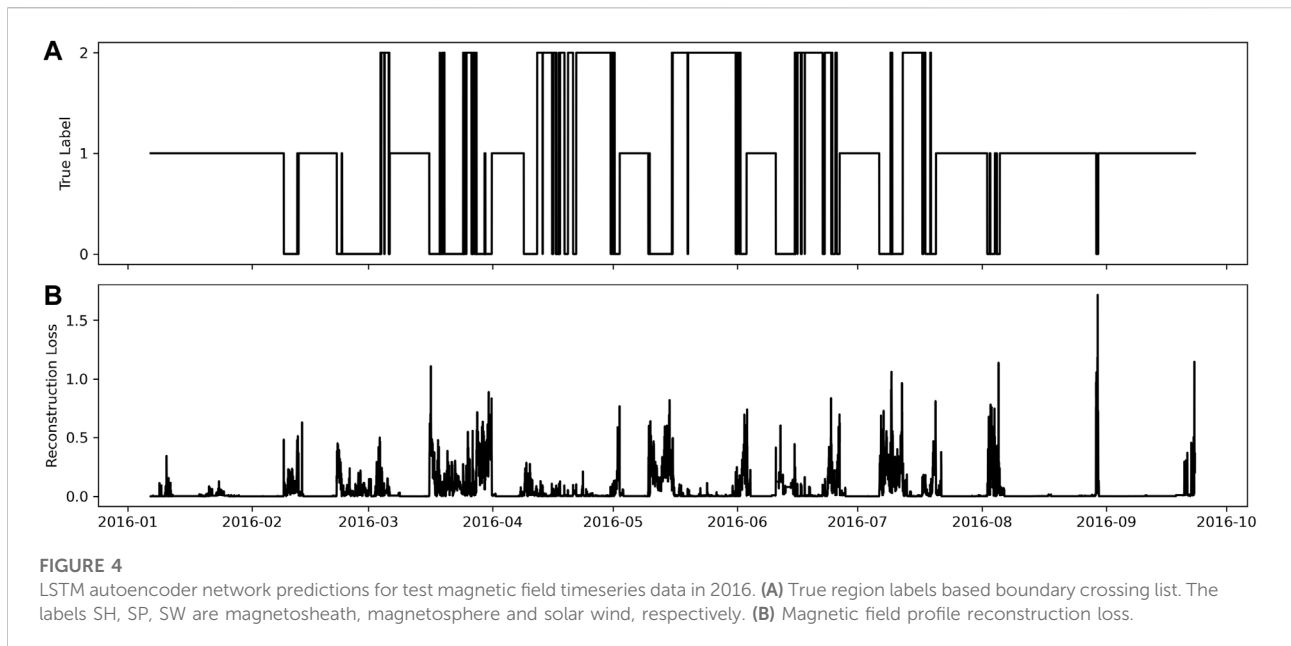 A
2
1
0
True Label
B
1.5
1.0
0.5
0.0
Reconstruction Loss
2016-01 2016-02 2016-03 2016-04 2016-05 2016-06 2016-07 2016-08 2016-09 2016-10
FIGURE 4
LSTM autoencoder network predictions for test magnetic field timeseries data in 2016. (A) True region labels based boundary crossing list. The
labels SH, SP, SW are magnetosheath, magnetosphere and solar wind, respectively. (B) Magnetic field profile reconstruction loss.